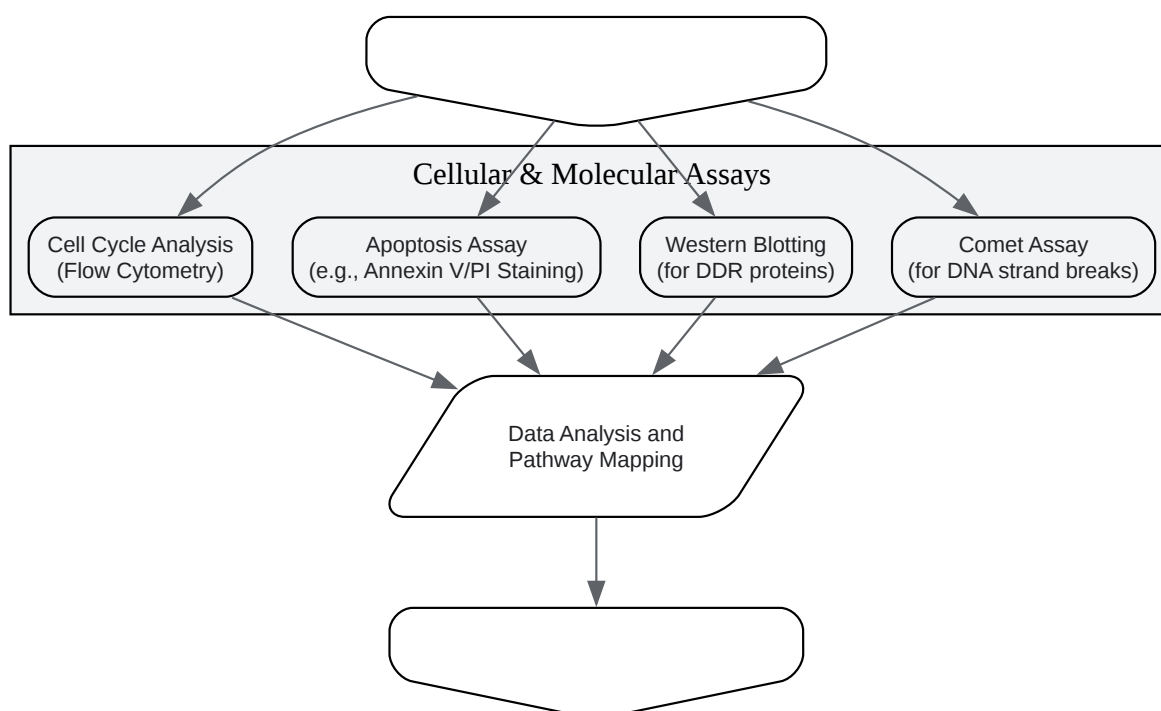 Cellular & Molecular Assays
Cell Cycle Analysis
(Flow Cytometry)
Apoptosis Assay
(e.g., Annexin V/PI Staining)
Western Blotting
(for DDR proteins)
Comet Assay
(for DNA strand breaks)
Data Analysis and
Pathway Mapping